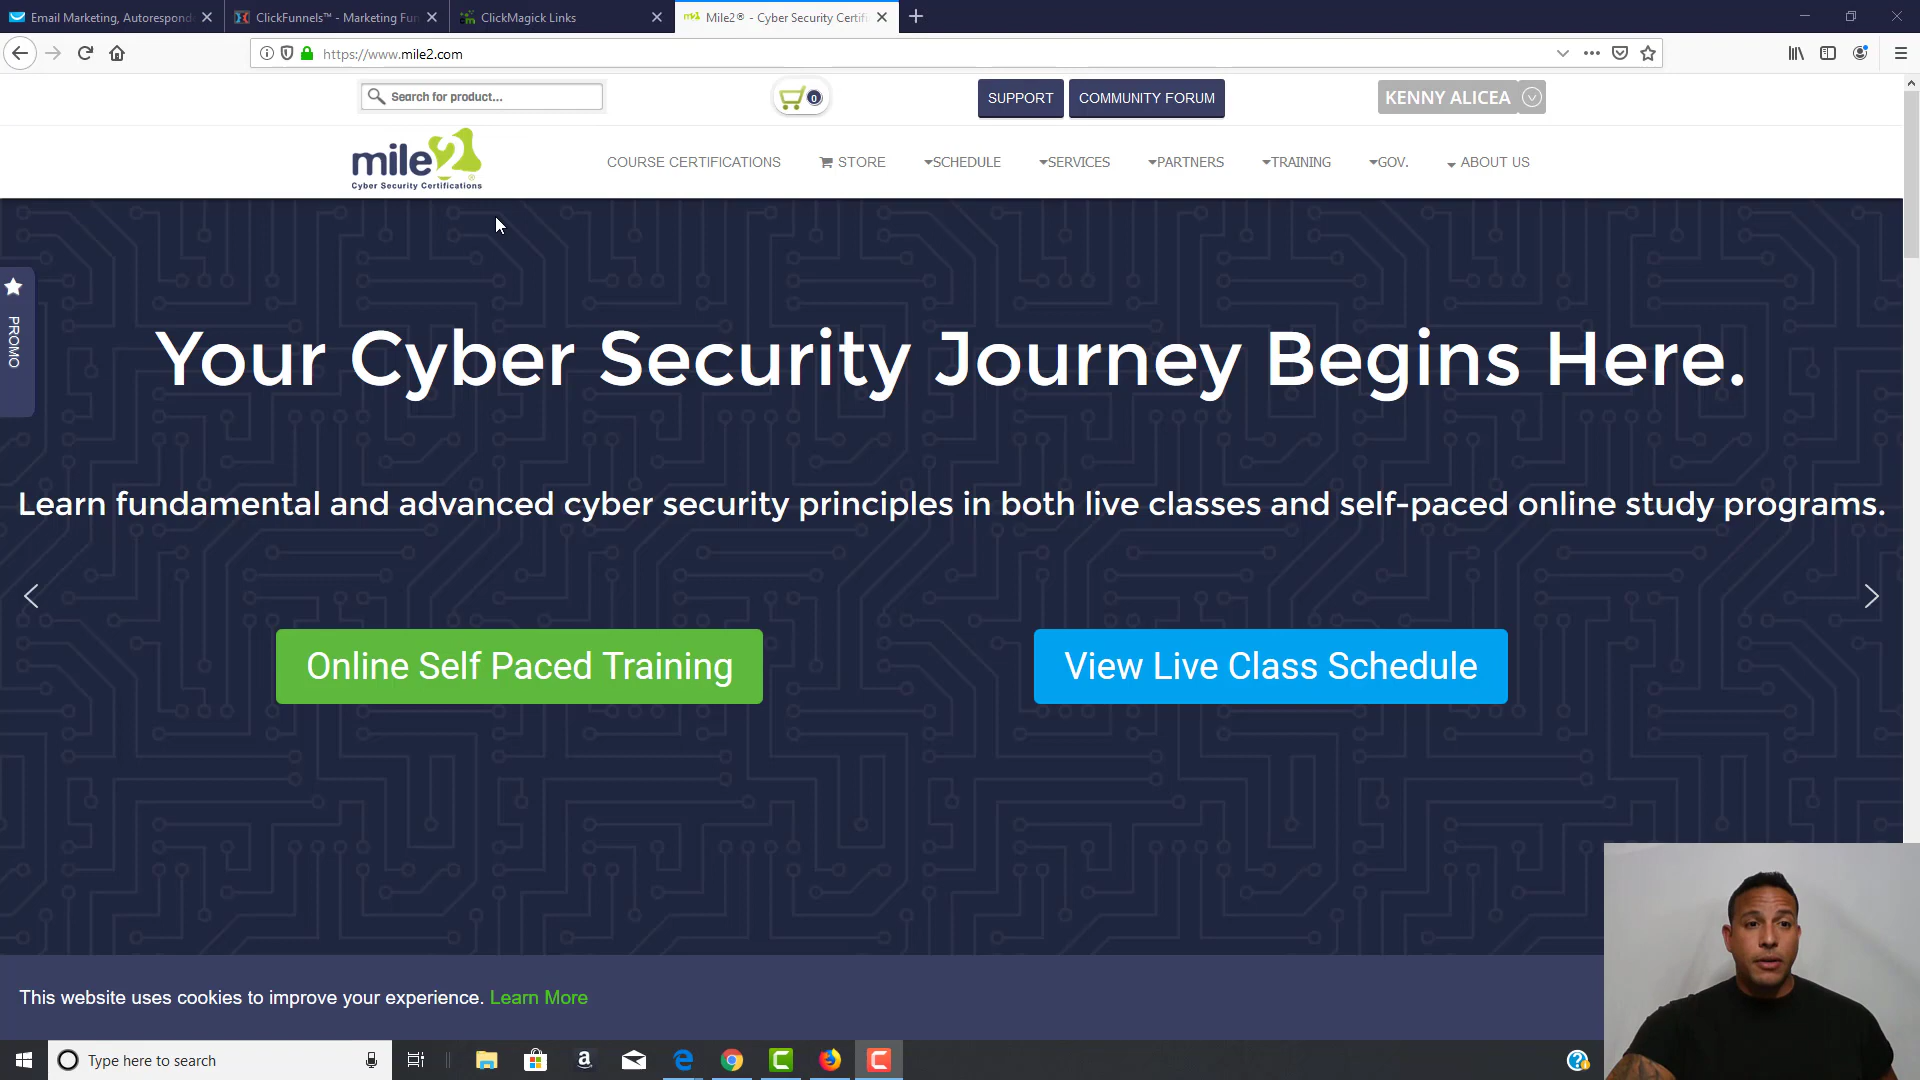 Email Marketing, Autorespond
ClickFunnels™ - Marketing Fun
ClickMagick Links
Mile2® - Cyber Security Certifi
https://www.mile2.com
Search for product...
0
SUPPORT
COMMUNITY FORUM
KENNY ALICEA
mile2
Cyber Security Certifications
COURSE CERTIFICATIONS
STORE
SCHEDULE
SERVICES
PARTNERS
TRAINING
GOV.
ABOUT US
PROMO
Your Cyber Security Journey Begins Here.
Learn fundamental and advanced cyber security principles in both live classes and self-paced online study programs.
Online Self Paced Training
View Live Class Schedule
This website uses cookies to improve your experience. Learn More
Type here to search